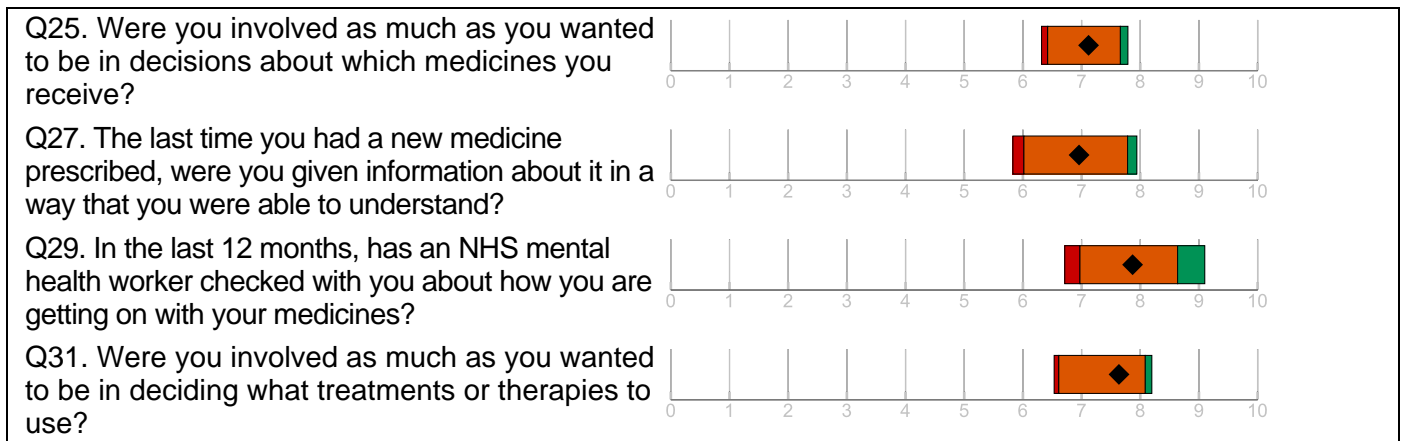 Q25. Were you involved as much as you wanted
to be in decisions about which medicines you
receive?
0 1 2 3 4 5 6 7 8 9 10
Q27. The last time you had a new medicine
prescribed, were you given information about it in a
way that you were able to understand?
0 1 2 3 4 5 6 7 8 9 10
Q29. In the last 12 months, has an NHS mental
health worker checked with you about how you are
getting on with your medicines?
0 1 2 3 4 5 6 7 8 9 10
Q31. Were you involved as much as you wanted
to be in deciding what treatments or therapies to
use?
0 1 2 3 4 5 6 7 8 9 10